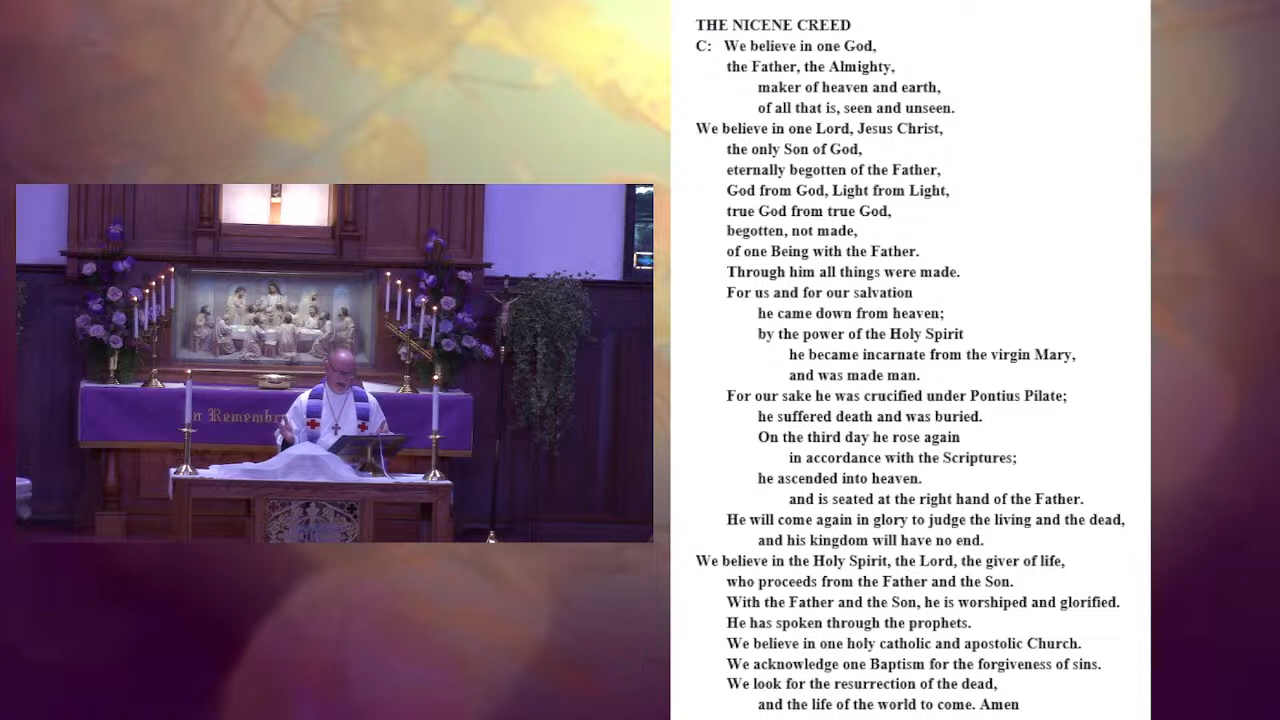 In Remembr
THE NICENE CREED
C: We believe in one God,
the Father, the Almighty,
maker of heaven and earth,
of all that is, seen and unseen.
We believe in one Lord, Jesus Christ,
the only Son of God,
eternally begotten of the Father,
God from God, Light from Light,
true God from true God,
begotten, not made,
of one Being with the Father.
Through him all things were made.
For us and for our salvation
he came down from heaven;
by the power of the Holy Spirit
he became incarnate from the virgin Mary,
and was made man.
For our sake he was crucified under Pontius Pilate;
he suffered death and was buried.
On the third day he rose again
in accordance with the Scriptures;
he ascended into heaven.
and is seated at the right hand of the Father.
He will come again in glory to judge the living and the dead,
and his kingdom will have no end.
We believe in the Holy Spirit, the Lord, the giver of life,
who proceeds from the Father and the Son.
With the Father and the Son, he is worshiped and glorified.
He has spoken through the prophets.
We believe in one holy catholic and apostolic Church.
We acknowledge one Baptism for the forgiveness of sins.
We look for the resurrection of the dead,
and the life of the world to come. Amen